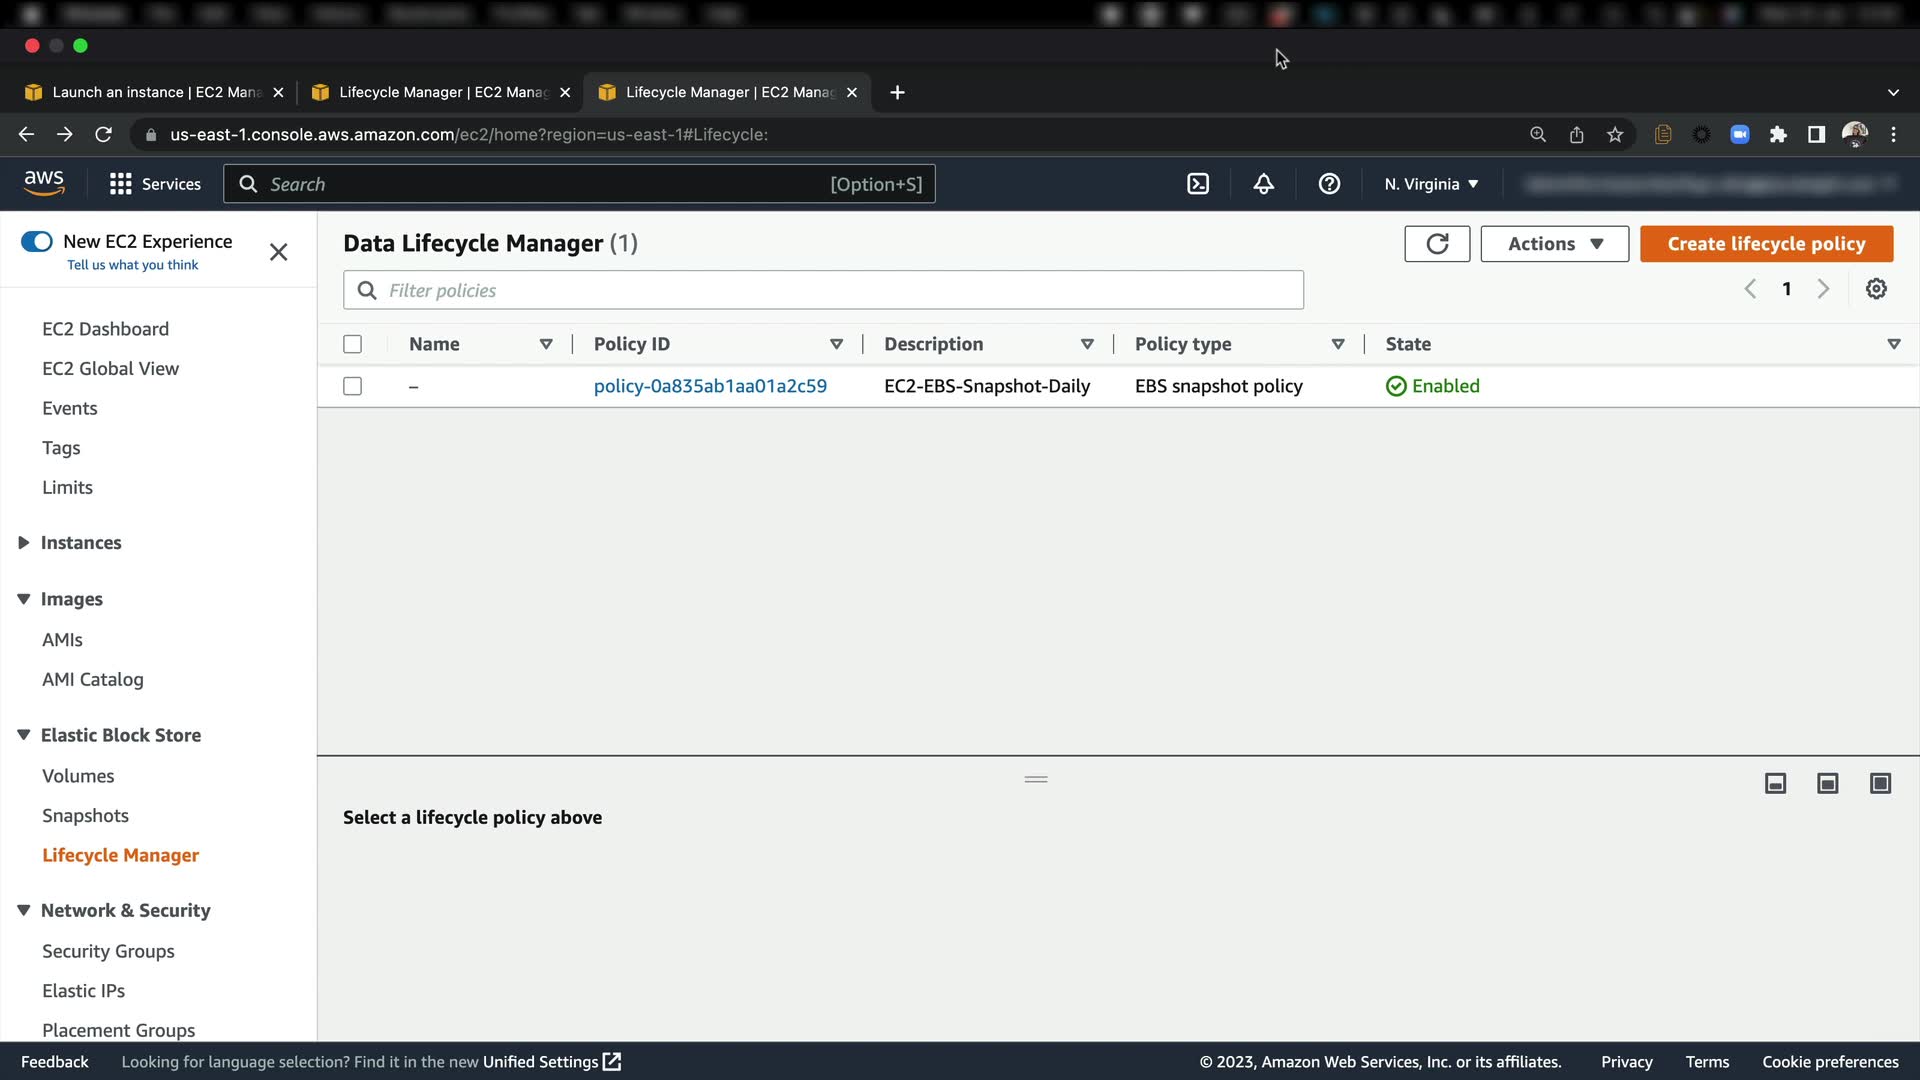 Launch an instance | EC2 Mana
Lifecycle Manager | EC2 Manag
Lifecycle Manager | EC2 Manag
us-east-1.console.aws.amazon.com/ec2/home?region=us-east-1#Lifecycle:
aws
Services
Search
[Option+S]
N. Virginia
New EC2 Experience
Tell us what you think
EC2 Dashboard
EC2 Global View
Events
Tags
Limits
Instances
Images
AMIs
AMI Catalog
Elastic Block Store
Volumes
Snapshots
Lifecycle Manager
Network & Security
Security Groups
Elastic IPs
Placement Groups
Data Lifecycle Manager (1)
Actions
Create lifecycle policy
Filter policies
1
Name
Policy ID
Description
Policy type
State
–
policy-0a835ab1aa01a2c59
EC2-EBS-Snapshot-Daily
EBS snapshot policy
Enabled
Select a lifecycle policy above
Feedback
Looking for language selection? Find it in the new Unified Settings
© 2023, Amazon Web Services, Inc. or its affiliates.
Privacy
Terms
Cookie preferences